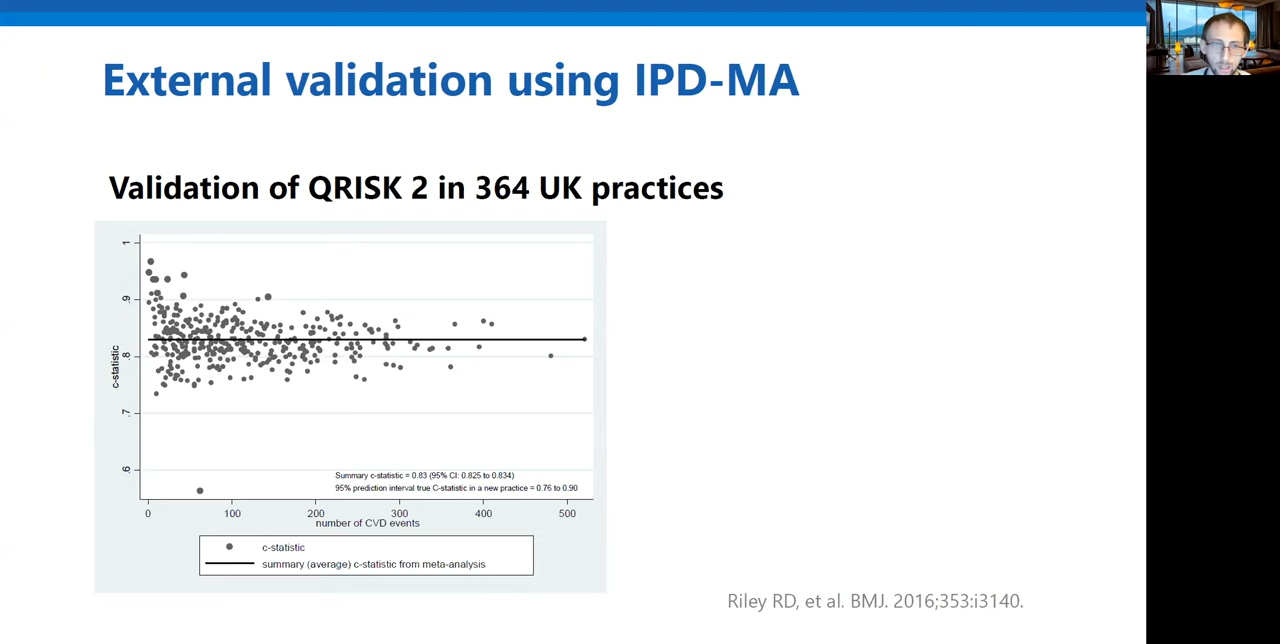 External validation using IPD-MA
Validation of QRISK 2 in 364 UK practices
1
.9
.8
.7
.6
c-statistic
Summary c-statistic = 0.83 (95% CI: 0.825 to 0.834)
95% prediction interval true C-statistic in a new practice = 0.76 to 0.90
0 100 200 300 400 500
number of CVD events
c-statistic
summary (average) c-statistic from meta-analysis
Riley RD, et al. BMJ. 2016;353:i3140.